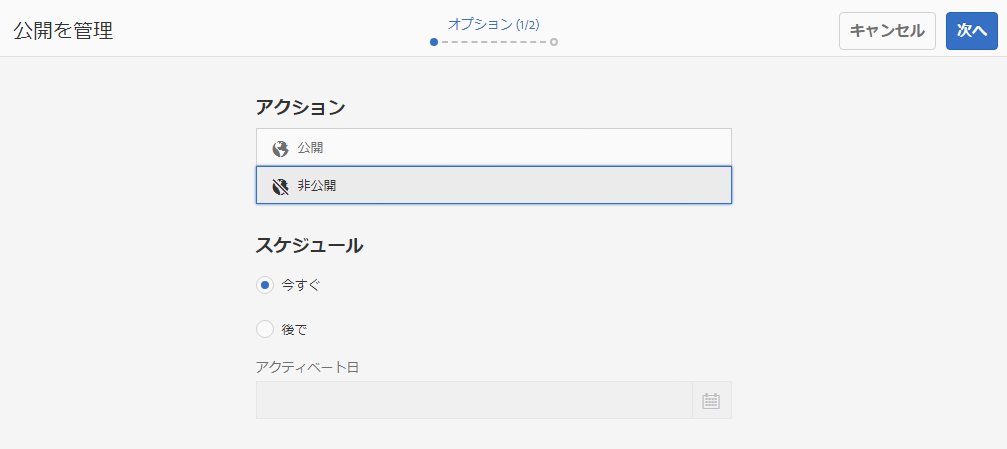 公開を管理
オプション (1/2)
キャンセル
次へ
アクション
公開
非公開
スケジュール
今すぐ
後で
アクティベート日